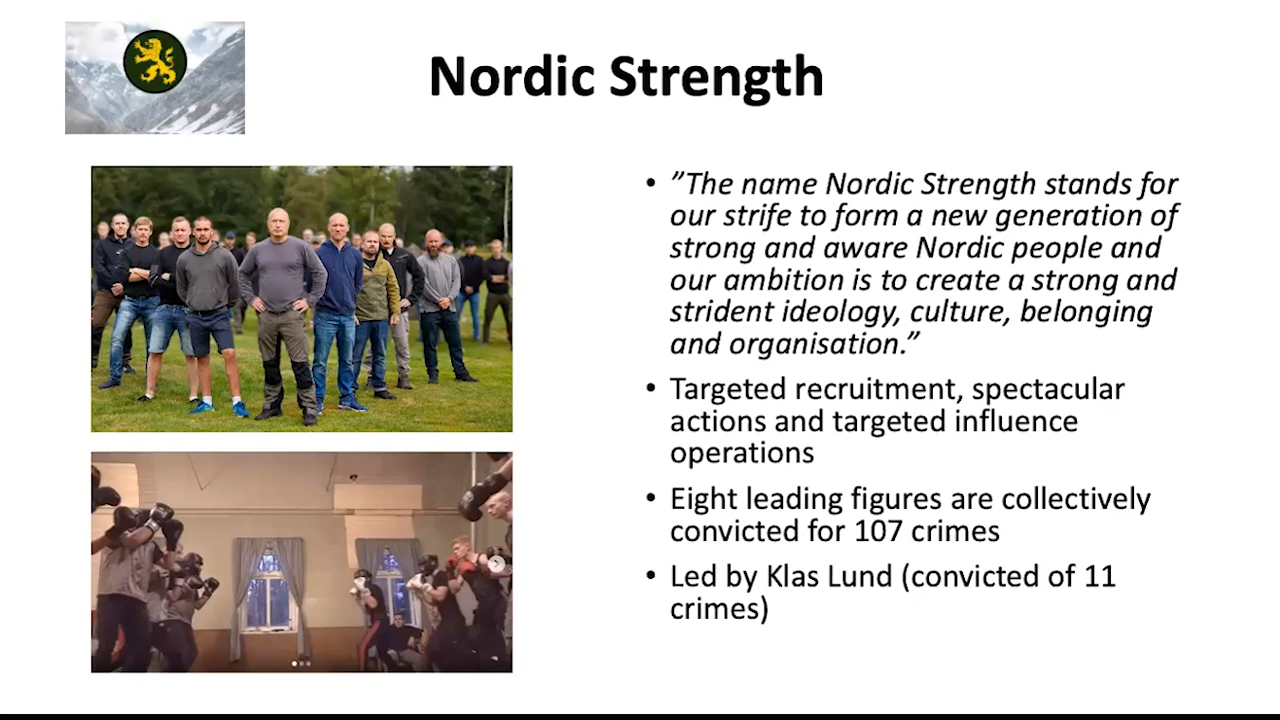 Nordic Strength
• ”The name Nordic Strength stands for
our strife to form a new generation of
strong and aware Nordic people and
our ambition is to create a strong and
strident ideology, culture, belonging
and organisation.”
• Targeted recruitment, spectacular
actions and targeted influence
operations
• Eight leading figures are collectively
convicted for 107 crimes
• Led by Klas Lund (convicted of 11
crimes)